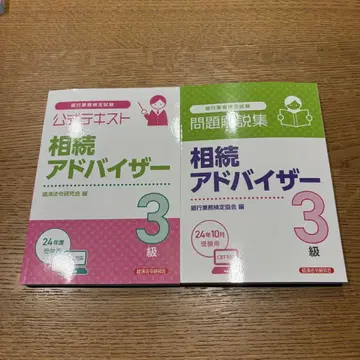 銀行業務検定試験
公式テキスト
相続
アドバイザー
経済法令研究会 編
3
級
24年度
受験用
経済法令研究会
銀行業務検定試験
問題解説集
相続
アドバイザー
銀行業務検定協会 編
3
級
24年10月
受験用
経済法令研究会